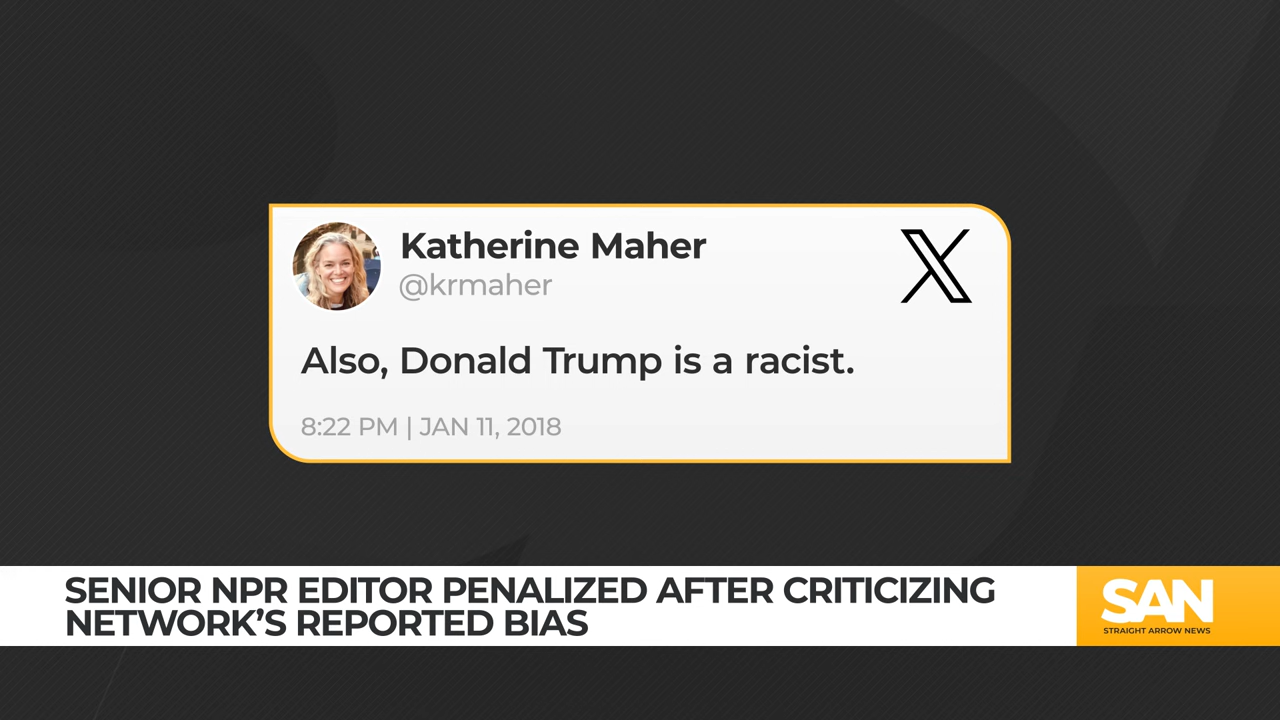 Katherine Maher
@krmaher
Also, Donald Trump is a racist.
8:22 PM | JAN 11, 2018
SENIOR NPR EDITOR PENALIZED AFTER CRITICIZING
NETWORK’S REPORTED BIAS
SAN
STRAIGHT ARROW NEWS